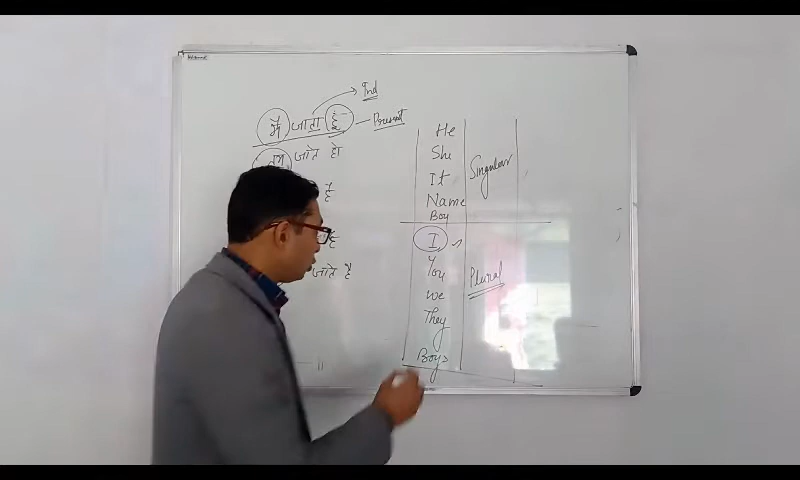 Ind
मैं जाता हूँ — Present
तुम जाते हो
है
जाते है
He
She
It
Name
Boy
Singular
I
You
We
They
Boys
Plural